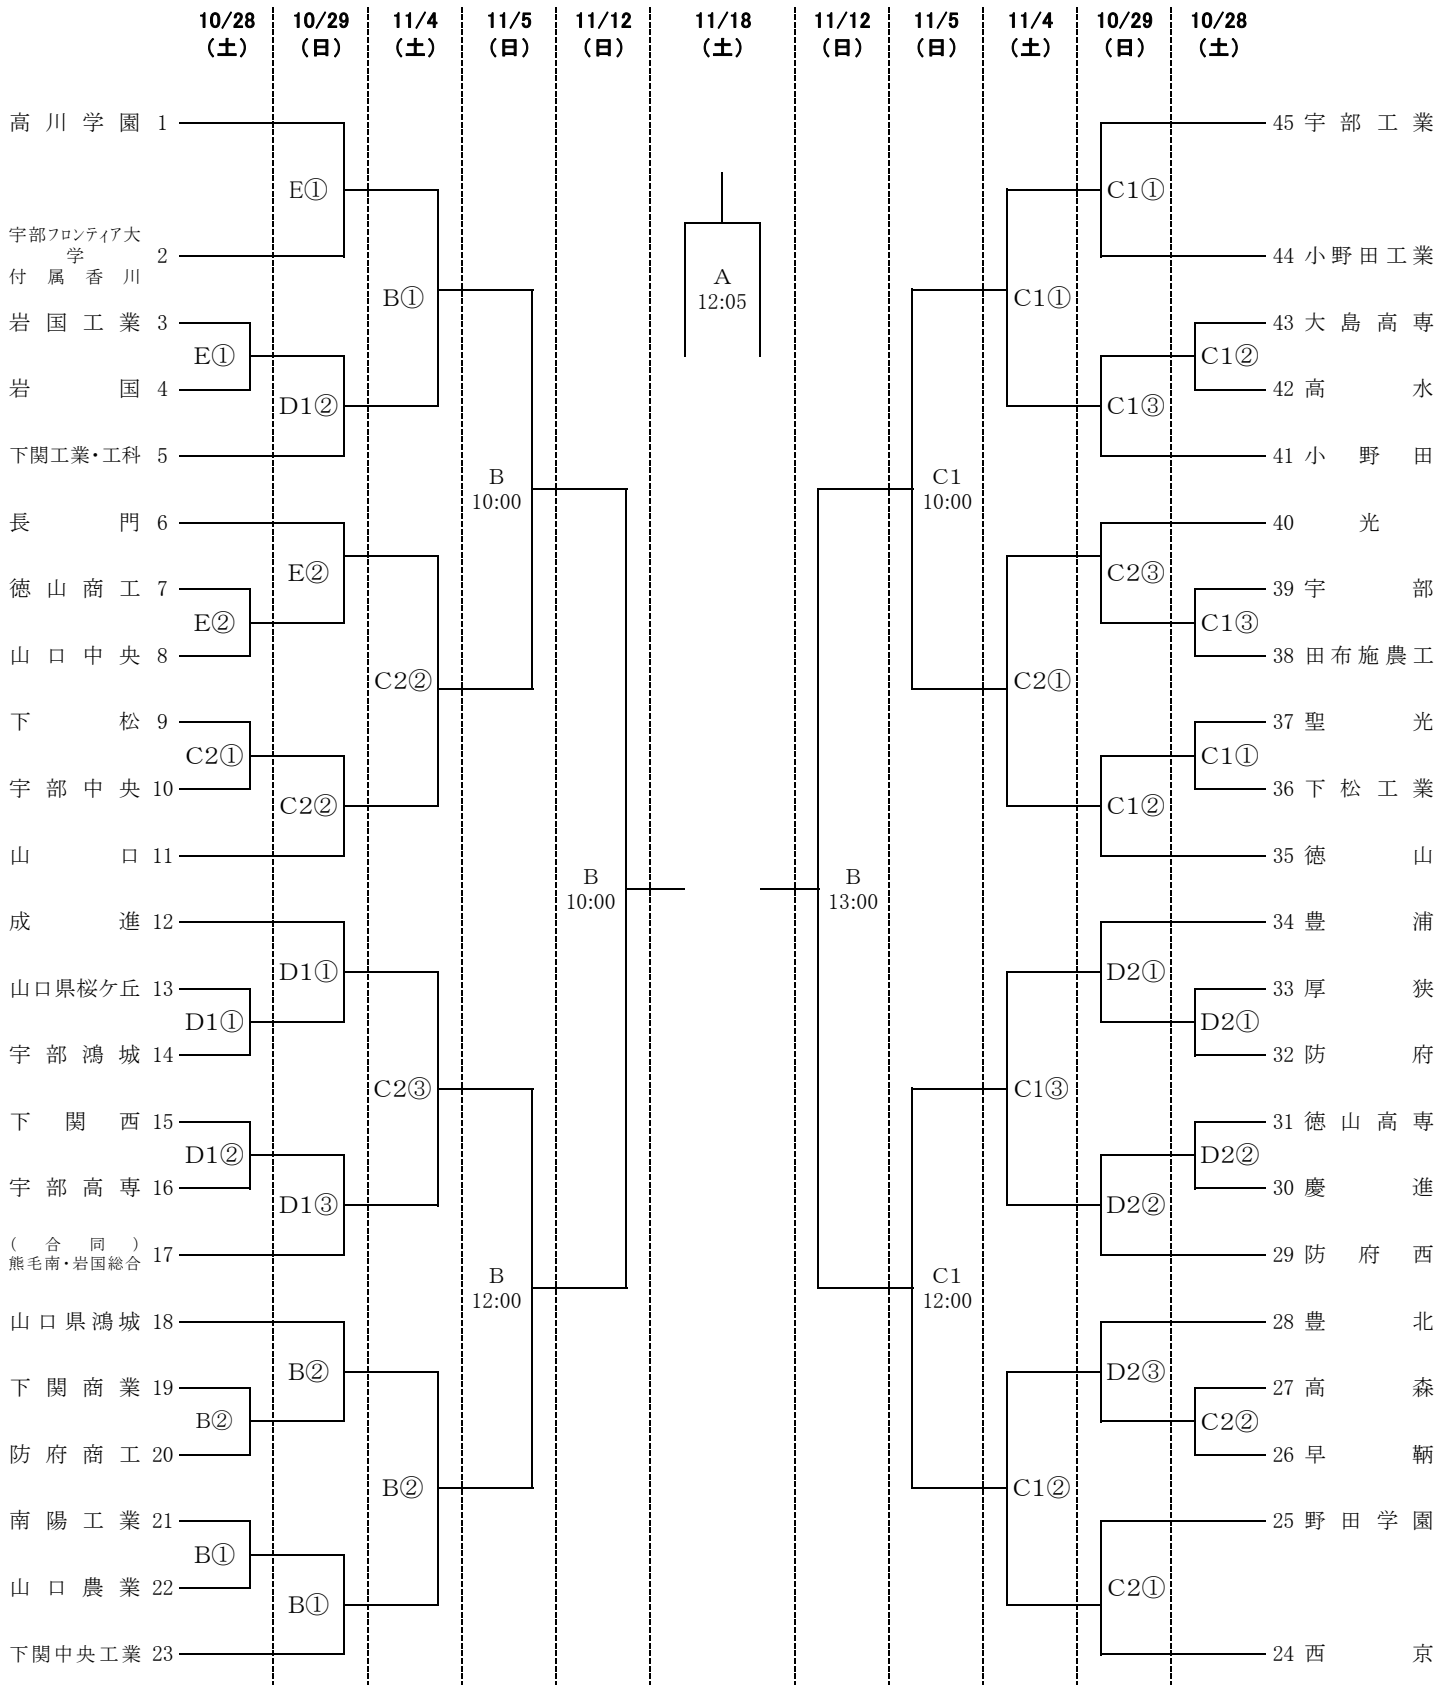 10/28 10/29 11/4 11/5 11/12 11/18 11/12 11/5 11/4 10/29 10/28
(土) (日) (土) (日) (日) (土) (日) (日) (土) (日) (土)
高川学園 1 45 宇部工業
E① C1①
宇部フロンティア大
学 2 44 小野田工業
付属香川
A
12:05
B① C1①
岩国工業 3 43 大島高専
E① C1②
岩国 4 42 高水
D1② C1③
下関工業・工科 5 41 小野田
B C1
10:00 10:00
長門 6 40 光
E② C2③
徳山商工 7 39 宇部
E② C1③
山口中央 8 38 田布施農工
C2② C2①
下松 9 37 聖光
C2① C1①
宇部中央 10 36 下松工業
C2② C1②
山口 11 35 徳山
B B
10:00 13:00
成進 12 34 豊浦
D1① D2①
山口県桜ケ丘 13 33 厚狭
D1① D2①
宇部鴻城 14 32 防府
C2③ C1③
下関西 15 31 徳山高専
D1② D2②
宇部高専 16 30 慶進
D1③ D2②
(合同)
熊毛南・岩国総合 17 29 防府西
B C1
12:00 12:00
山口県鴻城 18 28 豊北
B② D2③
下関商業 19 27 高森
B② C2②
防府商工 20 26 早鞆
B② C1②
南陽工業 21 25 野田学園
B①
山口農業 22
B① C2①
下関中央工業 23 24 西京